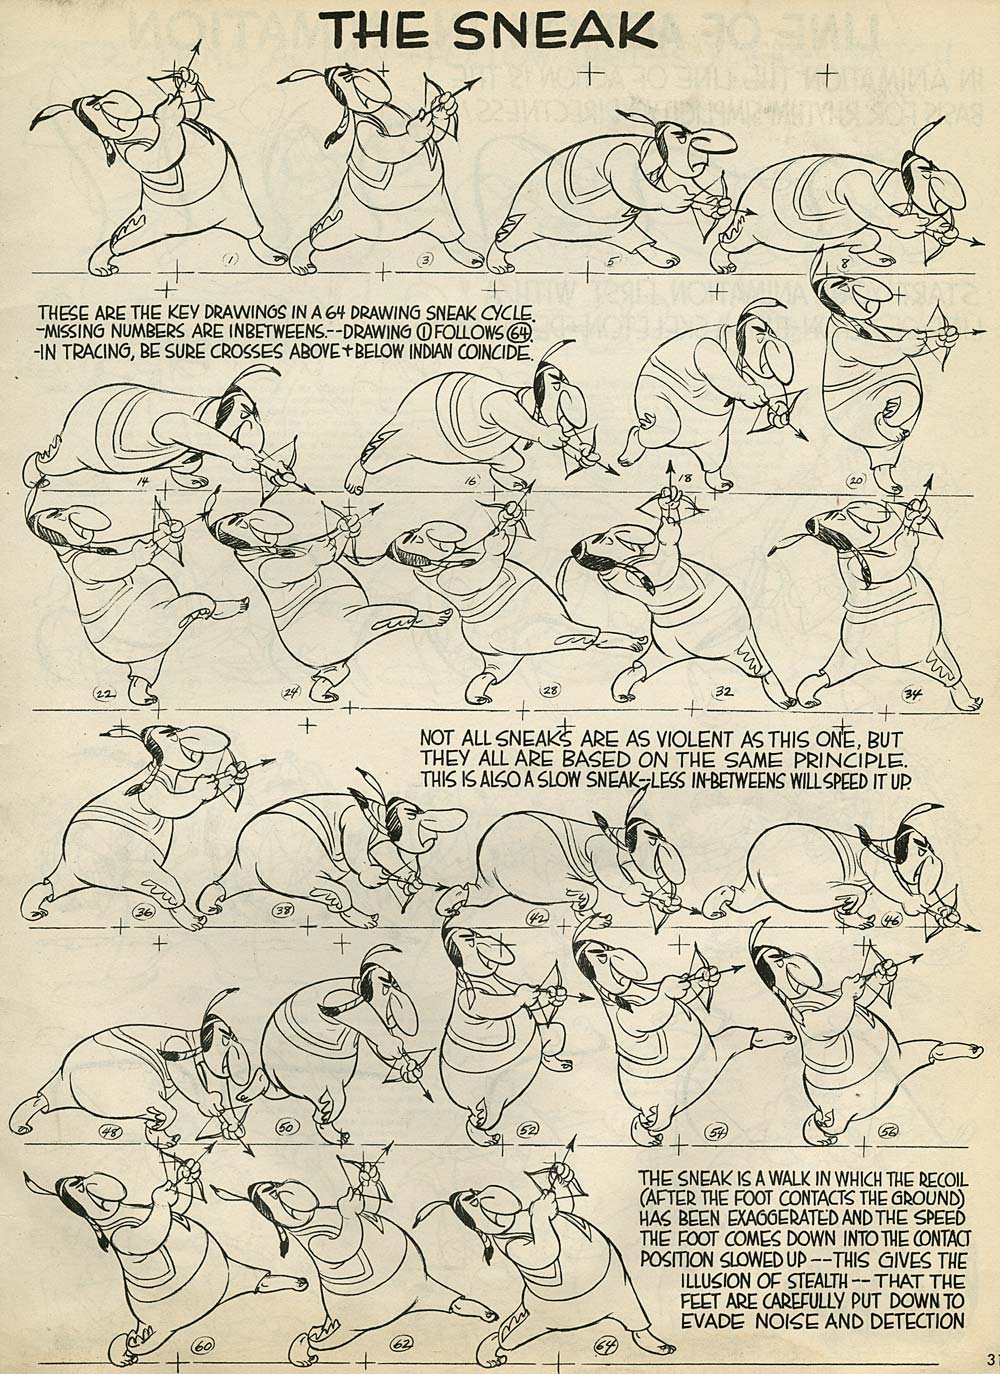 THE SNEAK
1
3
5
8
THESE ARE THE KEY DRAWINGS IN A 64 DRAWING SNEAK CYCLE.
-MISSING NUMBERS ARE INBETWEENS.--DRAWING ① FOLLOWS 64.
-IN TRACING, BE SURE CROSSES ABOVE + BELOW INDIAN COINCIDE.
14
16
18
20
22
24
28
32
34
NOT ALL SNEAKS ARE AS VIOLENT AS THIS ONE, BUT
THEY ALL ARE BASED ON THE SAME PRINCIPLE.
THIS IS ALSO A SLOW SNEAK--LESS IN-BETWEENS WILL SPEED IT UP.
36
38
42
46
48
50
52
54
56
60
62
64
THE SNEAK IS A WALK IN WHICH THE RECOIL
(AFTER THE FOOT CONTACTS THE GROUND)
HAS BEEN EXAGGERATED AND THE SPEED
THE FOOT COMES DOWN INTO THE CONTACT
POSITION SLOWED UP -- THIS GIVES THE
ILLUSION OF STEALTH -- THAT THE
FEET ARE CAREFULLY PUT DOWN TO
EVADE NOISE AND DETECTION